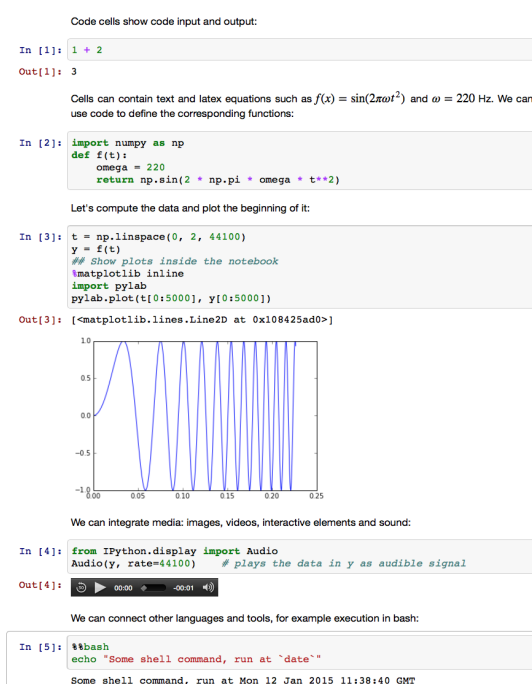 Code cells show code input and output:
In [1]: 1 + 2
Out[1]: 3
Cells can contain text and latex equations such as f(x) = sin(2πωt²) and ω = 220 Hz. We can
use code to define the corresponding functions:
In [2]: import numpy as np
def f(t):
    omega = 220
    return np.sin(2 * np.pi * omega * t**2)
Let's compute the data and plot the beginning of it:
In [3]: t = np.linspace(0, 2, 44100)
y = f(t)
## Show plots inside the notebook
%matplotlib inline
import pylab
pylab.plot(t[0:5000], y[0:5000])
Out[3]: [<matplotlib.lines.Line2D at 0x108425ad0>]
1.0
0.5
0.0
−0.5
−1.0
0.00 0.05 0.10 0.15 0.20 0.25
We can integrate media: images, videos, interactive elements and sound:
In [4]: from IPython.display import Audio
Audio(y, rate=44100)    # plays the data in y as audible signal
Out[4]: 00:00 -00:01
We can connect other languages and tools, for example execution in bash:
In [5]: %%bash
echo "Some shell command, run at `date`"
Some shell command, run at Mon 12 Jan 2015 11:38:40 GMT